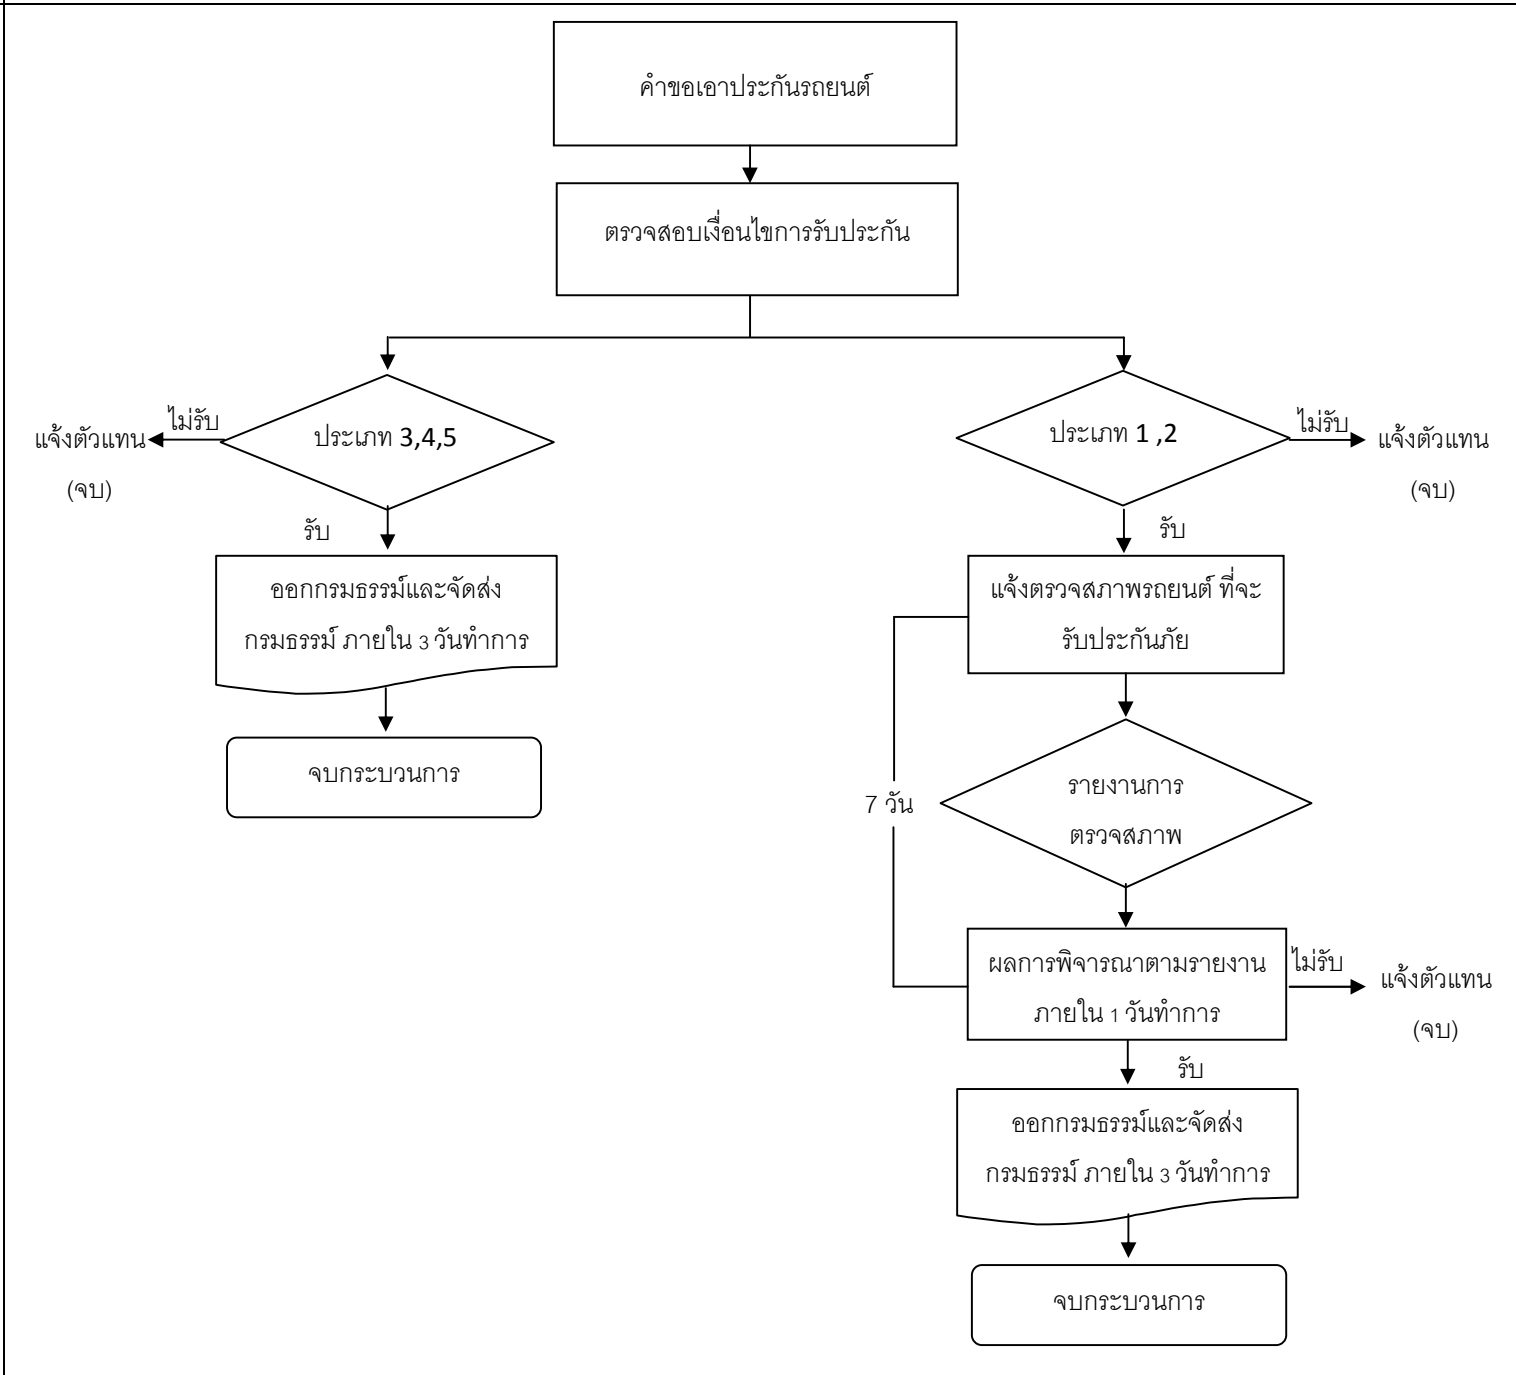 คำขอเอาประกันรถยนต์
ตรวจสอบเงื่อนไขการรับประกัน
ไม่รับ
แจ้งตัวแทน
(จบ)
ประเภท 3,4,5
รับ
ออกกรมธรรม์และจัดส่ง
กรมธรรม์ ภายใน 3 วันทำการ
จบกระบวนการ
ประเภท 1 ,2
ไม่รับ
แจ้งตัวแทน
(จบ)
รับ
แจ้งตรวจสภาพรถยนต์ ที่จะ
รับประกันภัย
7 วัน
รายงานการ
ตรวจสภาพ
ผลการพิจารณาตามรายงาน
ภายใน 1 วันทำการ
ไม่รับ
แจ้งตัวแทน
(จบ)
รับ
ออกกรมธรรม์และจัดส่ง
กรมธรรม์ ภายใน 3 วันทำการ
จบกระบวนการ